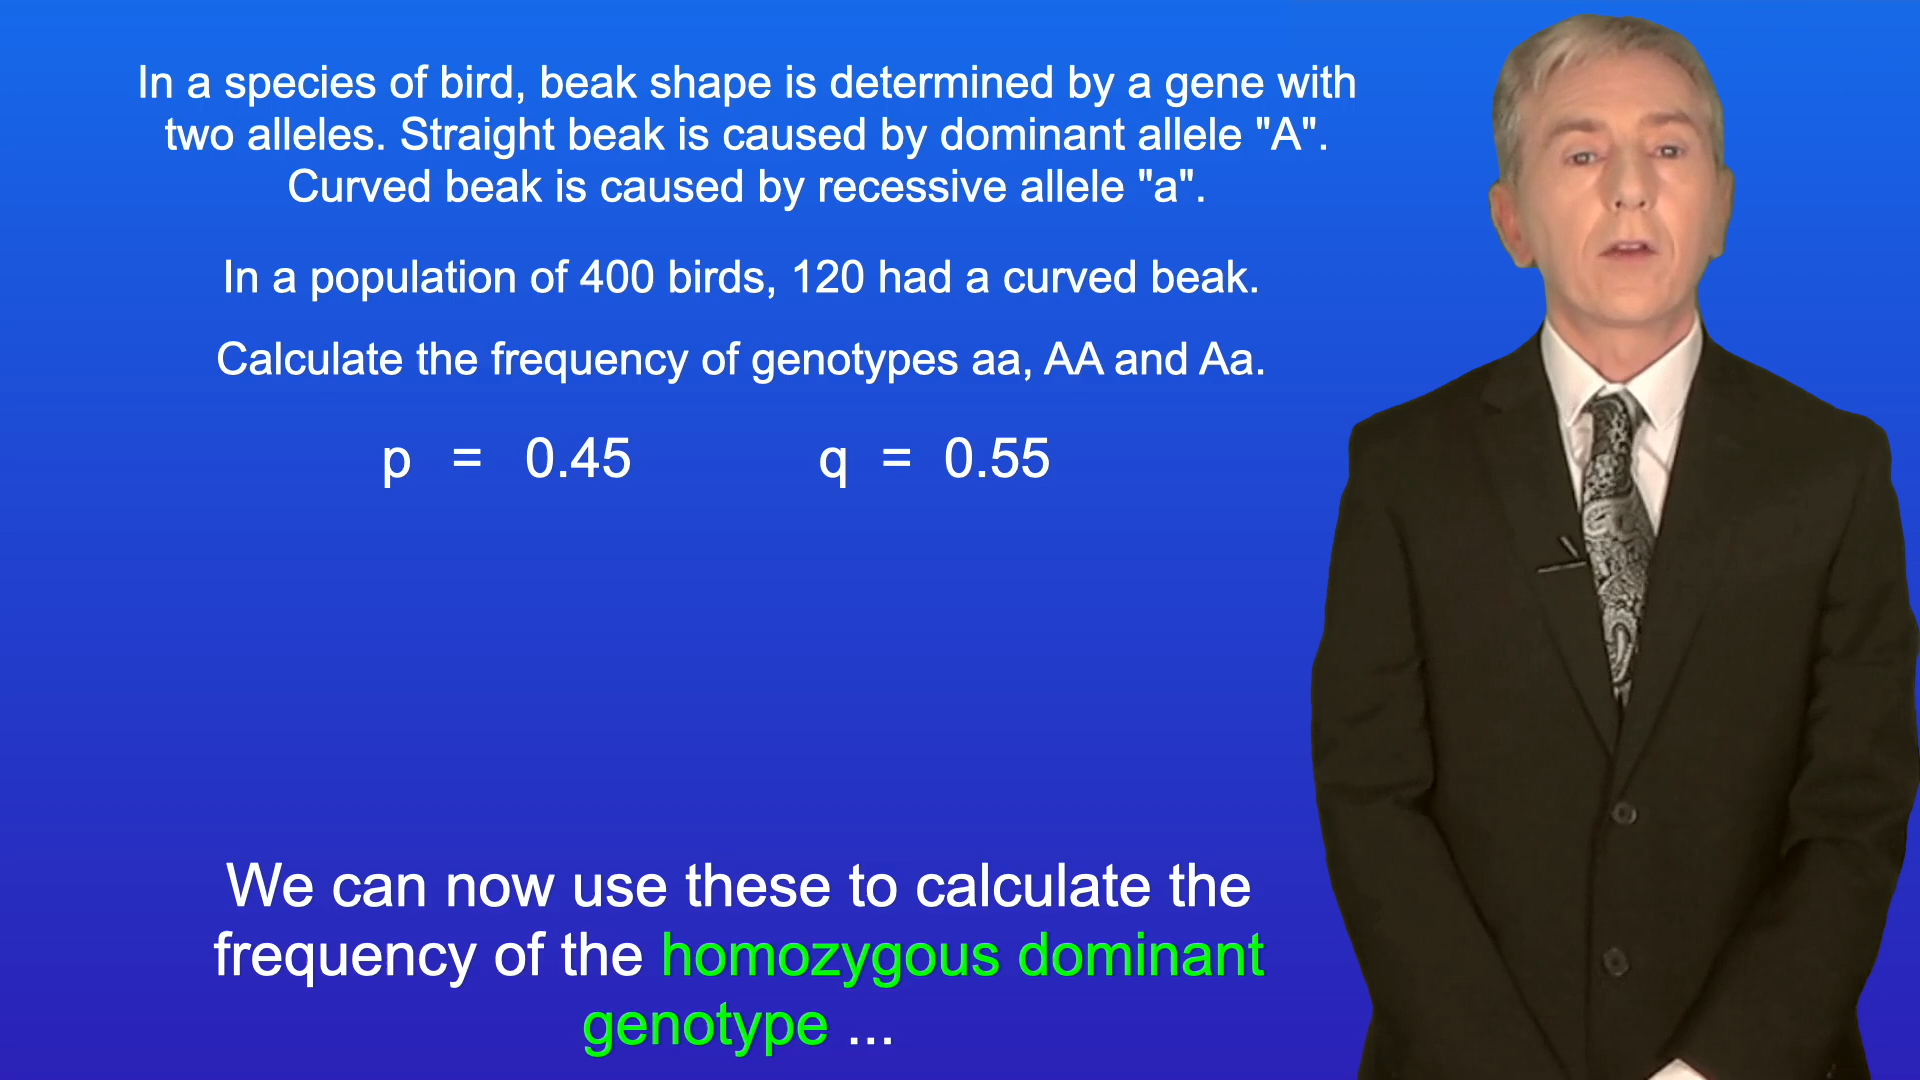 In a species of bird, beak shape is determined by a gene with
two alleles. Straight beak is caused by dominant allele "A".
Curved beak is caused by recessive allele "a".
In a population of 400 birds, 120 had a curved beak.
Calculate the frequency of genotypes aa, AA and Aa.
p = 0.45 q = 0.55
We can now use these to calculate the
frequency of the homozygous dominant
genotype ...